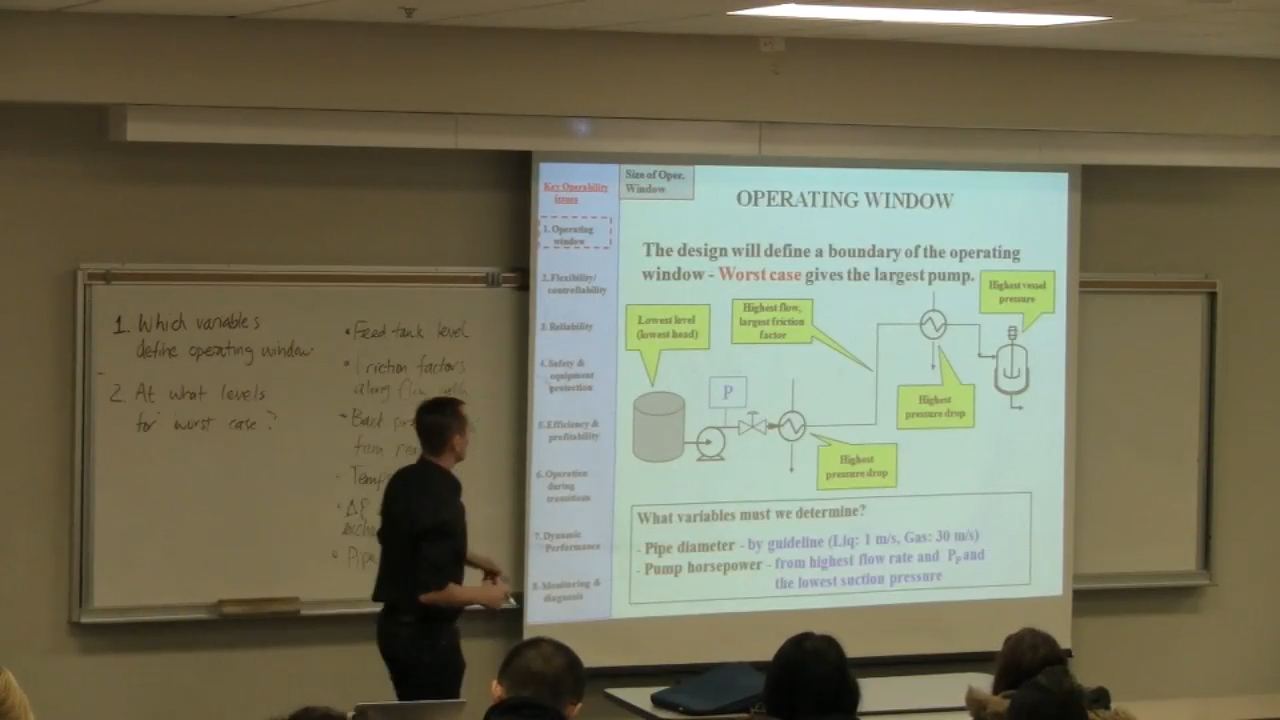 1. Which variables
define operating window
2. At what levels
for worst case?
• Feed tank level
• Friction factors
along
•
from
•
• ΔP
•
Key Operability
issues
1. Operating
window
2. Flexibility/
controllability
3. Reliability
4. Safety &
equipment
protection
5. Efficiency &
profitability
6. Operation
during
transitions
7. Dynamic
Performance
8. Monitoring &
diagnosis
Size of Oper.
Window
OPERATING WINDOW
The design will define a boundary of the operating
window - Worst case gives the largest pump.
Highest vessel
pressure
Lowest level
(lowest head)
Highest flow,
largest friction
factor
P
Highest
pressure drop
Highest
pressure drop
What variables must we determine?
- Pipe diameter - by guideline (Liq: 1 m/s, Gas: 30 m/s)
- Pump horsepower - from highest flow rate and PP and
the lowest suction pressure